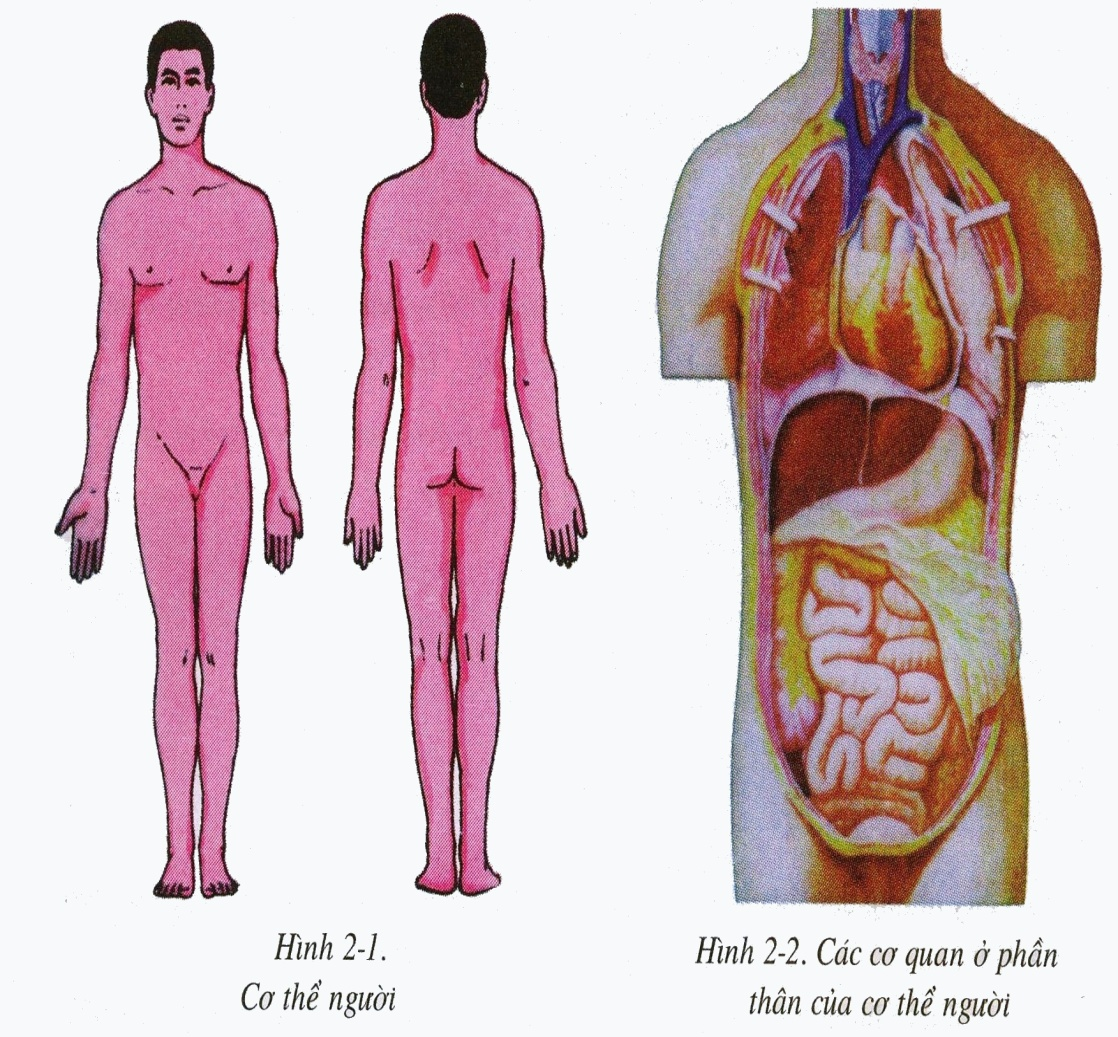 Hình 2-1.
Cơ thể người
Hình 2-2. Các cơ quan ở phần
thân của cơ thể người